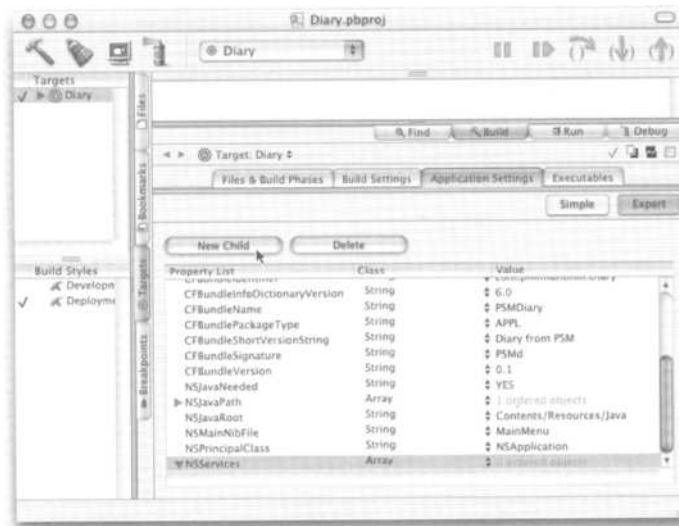 Diary.pbproj
Diary
Targets
Diary
Files
Bookmarks
Targets
Breakpoints
Find Build Run Debug
Target: Diary
Files & Build Phases Build Settings Application Settings Executables
Simple Expert
New Child Delete
Build Styles
Developm
Deployme
Property List Class Value
CFBundleInfoDictionaryVersion String 6.0
CFBundleName String PSMDiary
CFBundlePackageType String APPL
CFBundleShortVersionString String Diary from PSM
CFBundleSignature String PSMd
CFBundleVersion String 0.1
NSJavaNeeded String YES
NSJavaPath Array 1 ordered objects
NSJavaRoot String Contents/Resources/Java
NSMainNibFile String MainMenu
NSPrincipalClass String NSApplication
NSServices Array 0 ordered objects